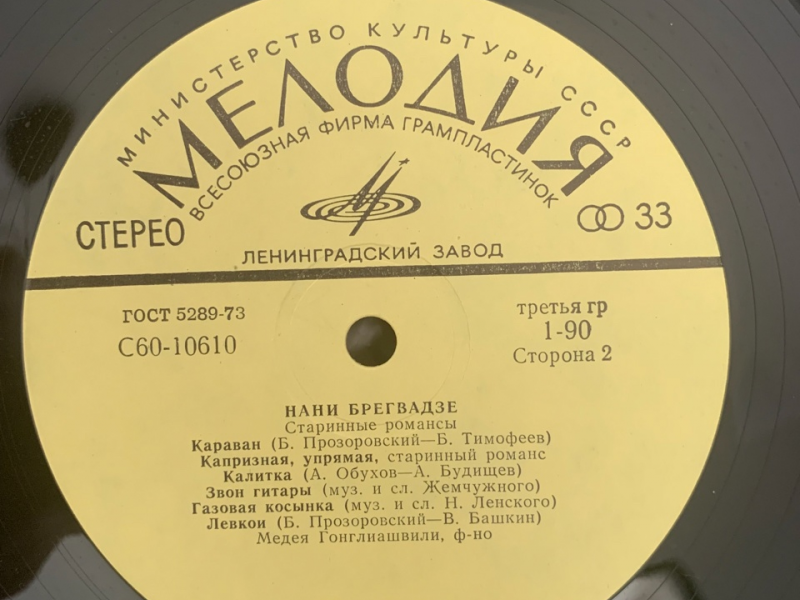 МИНИСТЕРСТВО КУЛЬТУРЫ СССР
МЕЛОДИЯ
ВСЕСОЮЗНАЯ ФИРМА ГРАМПЛАСТИНОК
СТЕРЕО
33
ЛЕНИНГРАДСКИЙ ЗАВОД
ГОСТ 5289-73
С60-10610
третья гр
1-90
Сторона 2
НАНИ БРЕГВАДЗЕ
Старинные романсы
Караван (Б. Прозоровский—Б. Тимофеев)
Капризная, упрямая, старинный романс
Калитка (А. Обухов—А. Будищев)
Звон гитары (муз. и сл. Жемчужного)
Газовая косынка (муз. и сл. Н. Ленского)
Левкои (Б. Прозоровский—В. Башкин)
Медея Гонглиашвили, ф-но